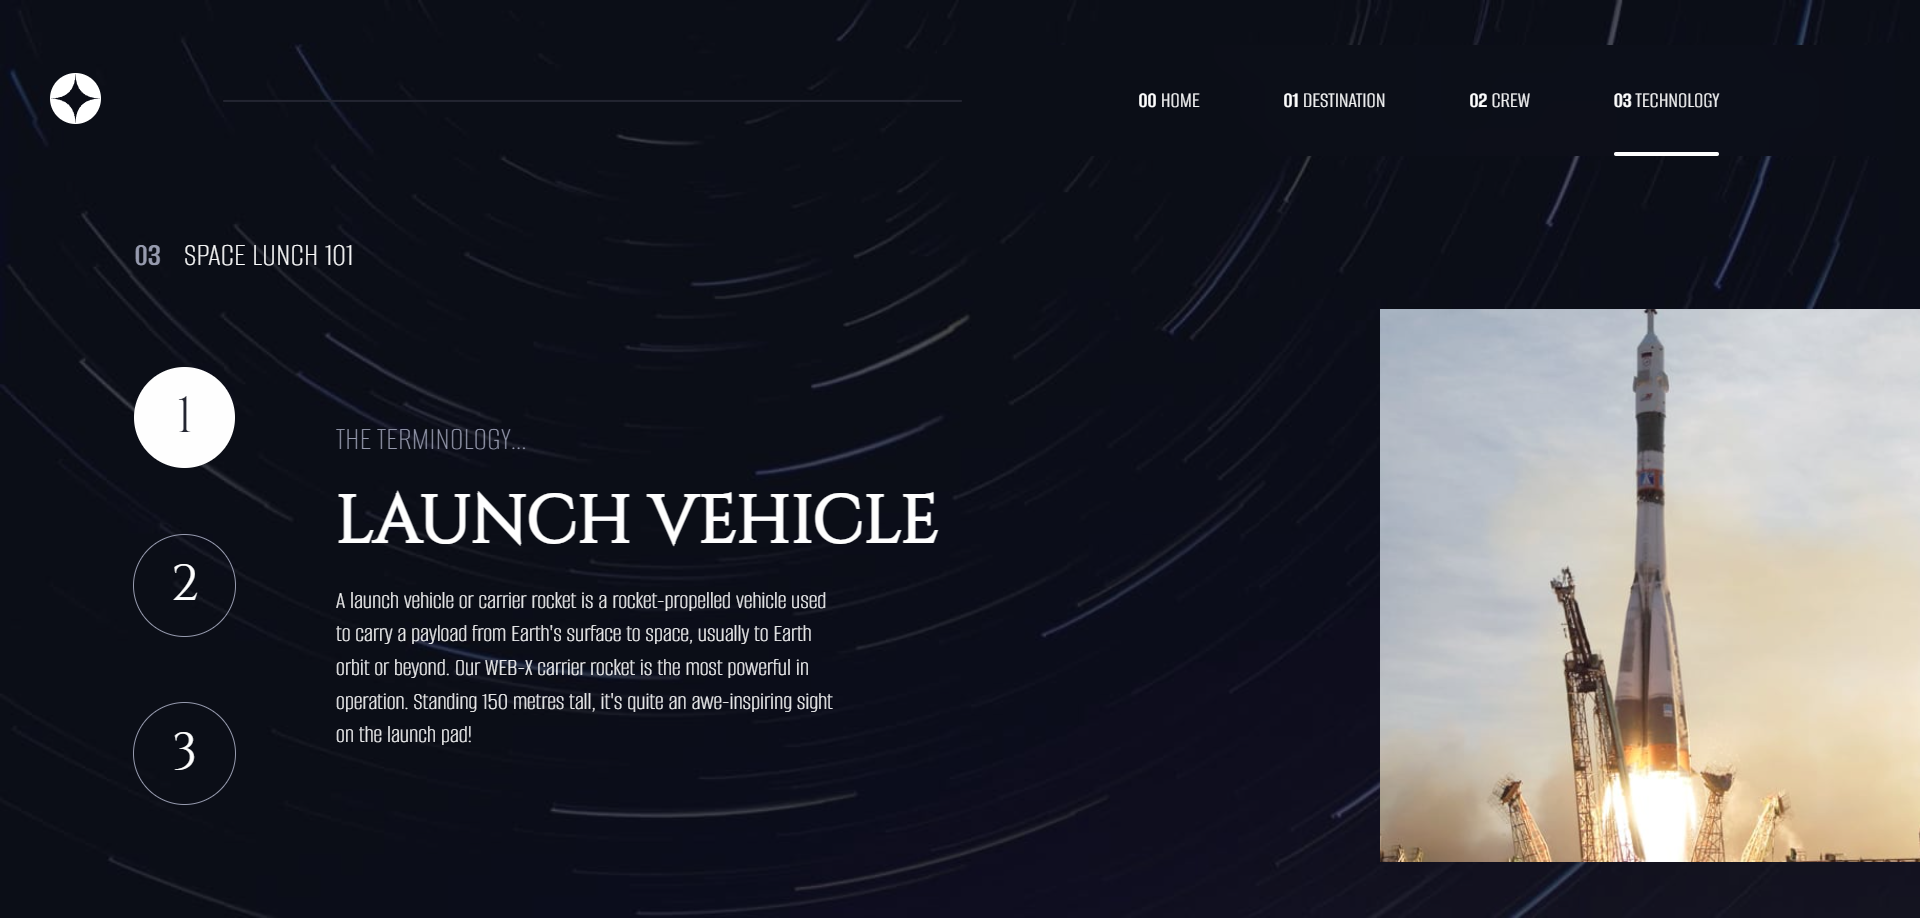 00 HOME 01 DESTINATION 02 CREW 03 TECHNOLOGY
03 SPACE LUNCH 101
1
THE TERMINOLOGY...
LAUNCH VEHICLE
2
A launch vehicle or carrier rocket is a rocket-propelled vehicle used
to carry a payload from Earth's surface to space, usually to Earth
orbit or beyond. Our WEB-X carrier rocket is the most powerful in
operation. Standing 150 metres tall, it's quite an awe-inspiring sight
on the launch pad!
3